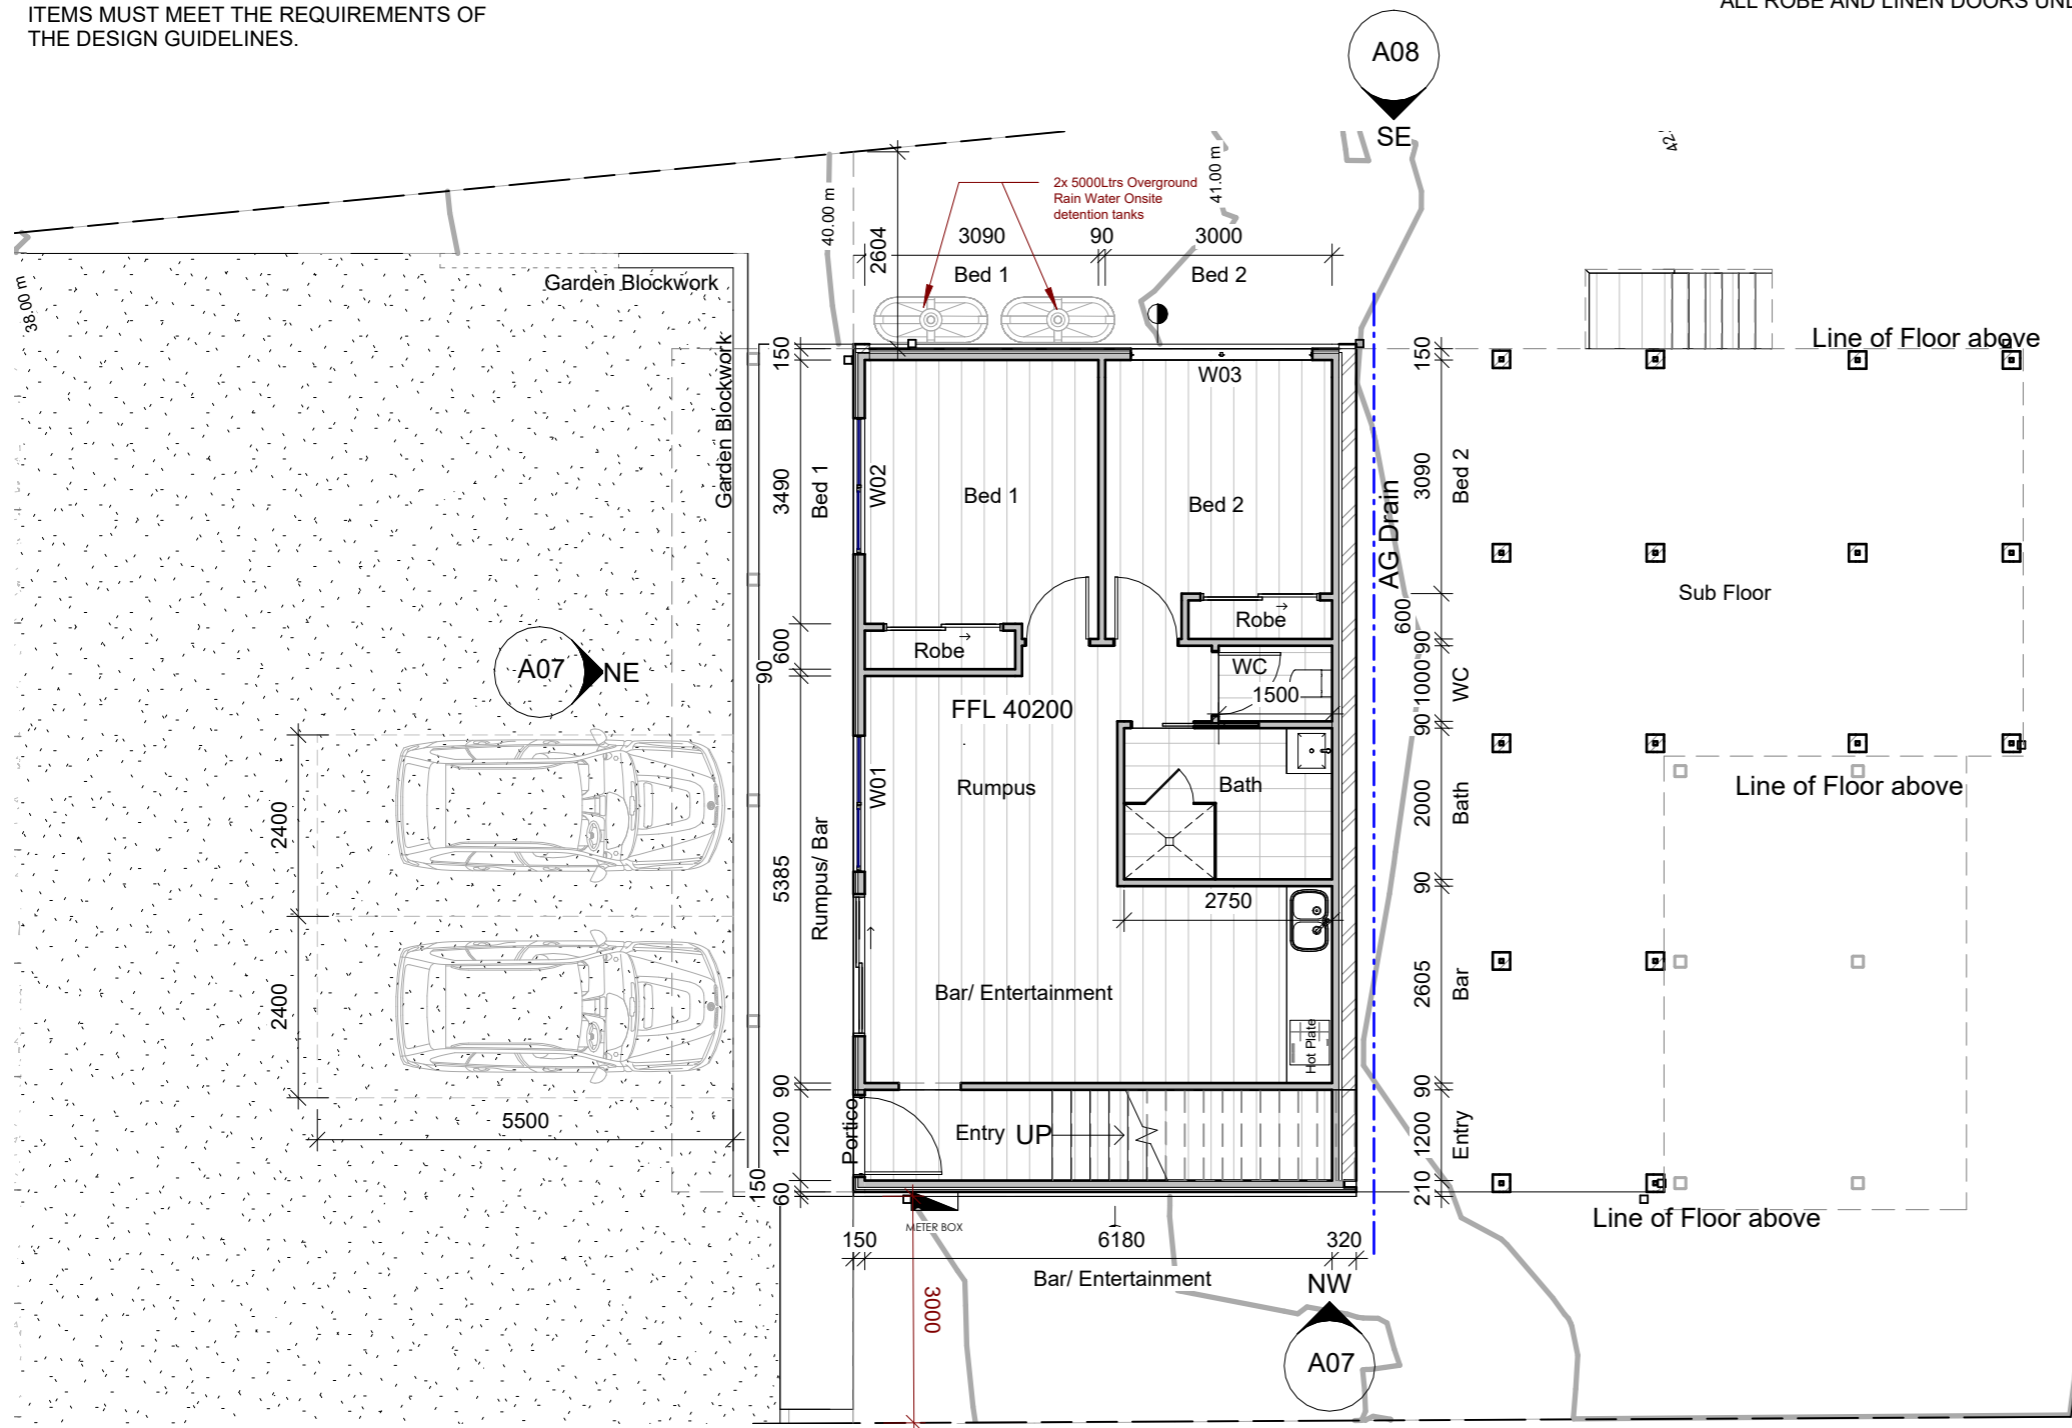 ITEMS MUST MEET THE REQUIREMENTS OF
THE DESIGN GUIDELINES.
ALL ROBE AND LINEN DOORS
A08
SE
2x 5000Ltrs Overground
Rain Water Onsite
detention tanks
40.00 m
41.00 m
38.00 m
2604
3090
90
3000
Bed 1
Bed 2
Garden Blockwork
Garden Blockwork
150
3490
Bed 1
600
90
5385
Rumpus/ Bar
90
1200
150
60
W02
W01
W03
Bed 1
Bed 2
Robe
Robe
WC
1500
FFL 40200
Rumpus
Bath
2750
Bar/ Entertainment
Hot Plate
Portico
Entry
UP
METER BOX
150
6180
320
Bar/ Entertainment
3000
NW
A07
A07
NE
2400
2400
5500
AG Drain
150
3090
Bed 2
600
90
1000
WC
90
2000
Bath
90
2605
Bar
90
1200
Entry
210
Line of Floor above
Sub Floor
Line of Floor above
Line of Floor above